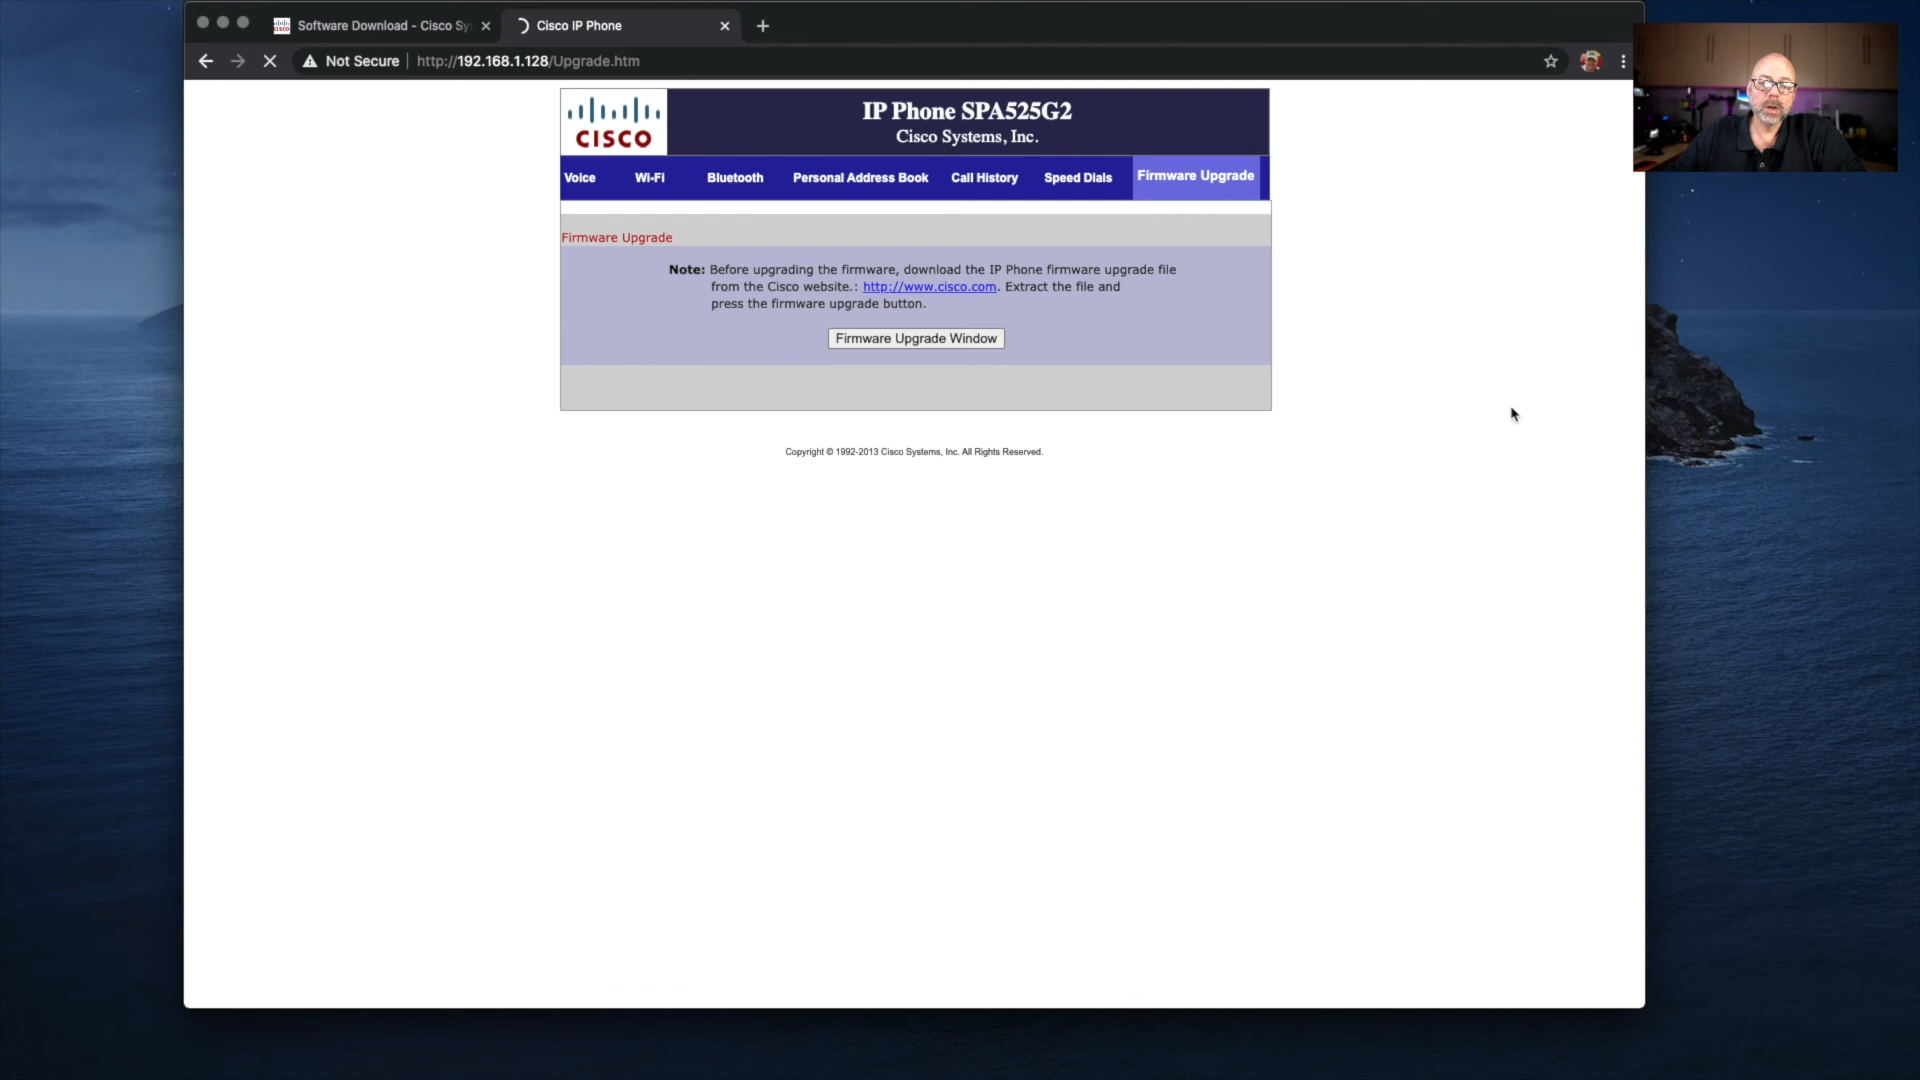 Software Download - Cisco Sy
Cisco IP Phone
Not Secure
http://192.168.1.128/Upgrade.htm
CISCO
IP Phone SPA525G2
Cisco Systems, Inc.
Voice
Wi-Fi
Bluetooth
Personal Address Book
Call History
Speed Dials
Firmware Upgrade
Firmware Upgrade
Note: Before upgrading the firmware, download the IP Phone firmware upgrade file
from the Cisco website.: http://www.cisco.com. Extract the file and
press the firmware upgrade button.
Firmware Upgrade Window
Copyright © 1992-2013 Cisco Systems, Inc. All Rights Reserved.